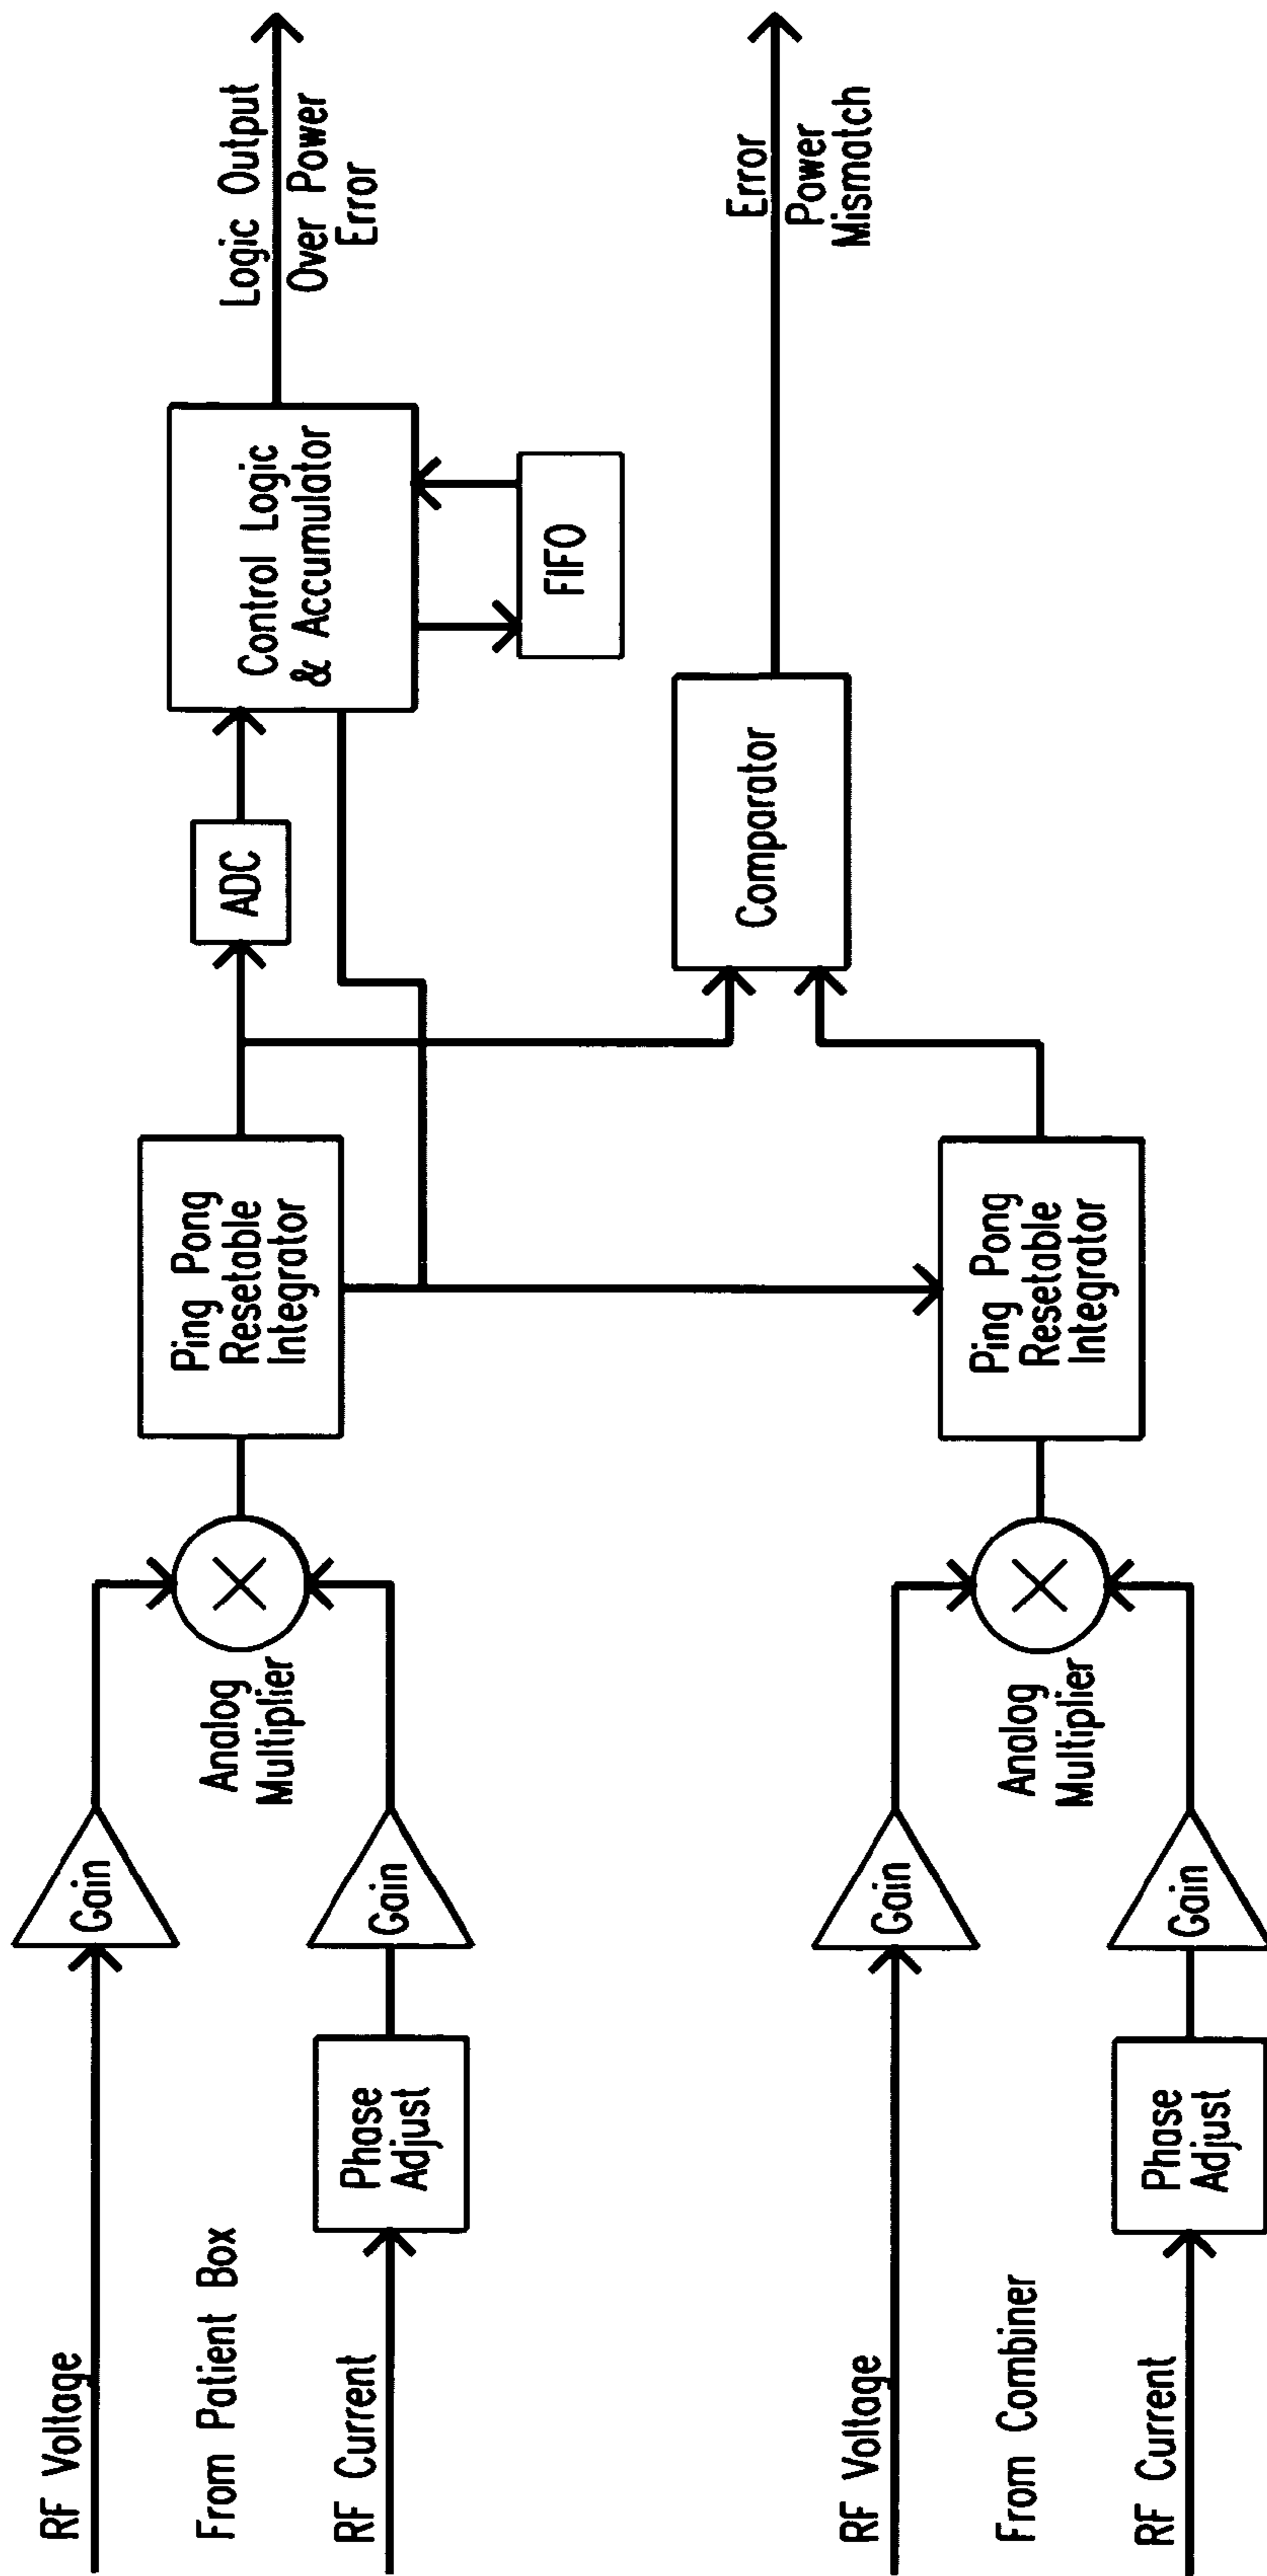 RF Voltage
From Patient Box
RF Current
Gain
Phase
Adjust
Gain
Analog
Multiplier
Ping Pong
Resetable
Integrator
ADC
Control Logic
& Accumulator
FIFO
Logic Output
Over Power
Error
RF Voltage
From Combiner
RF Current
Gain
Phase
Adjust
Gain
Analog
Multiplier
Ping Pong
Resetable
Integrator
Comparator
Error
Power
Mismatch